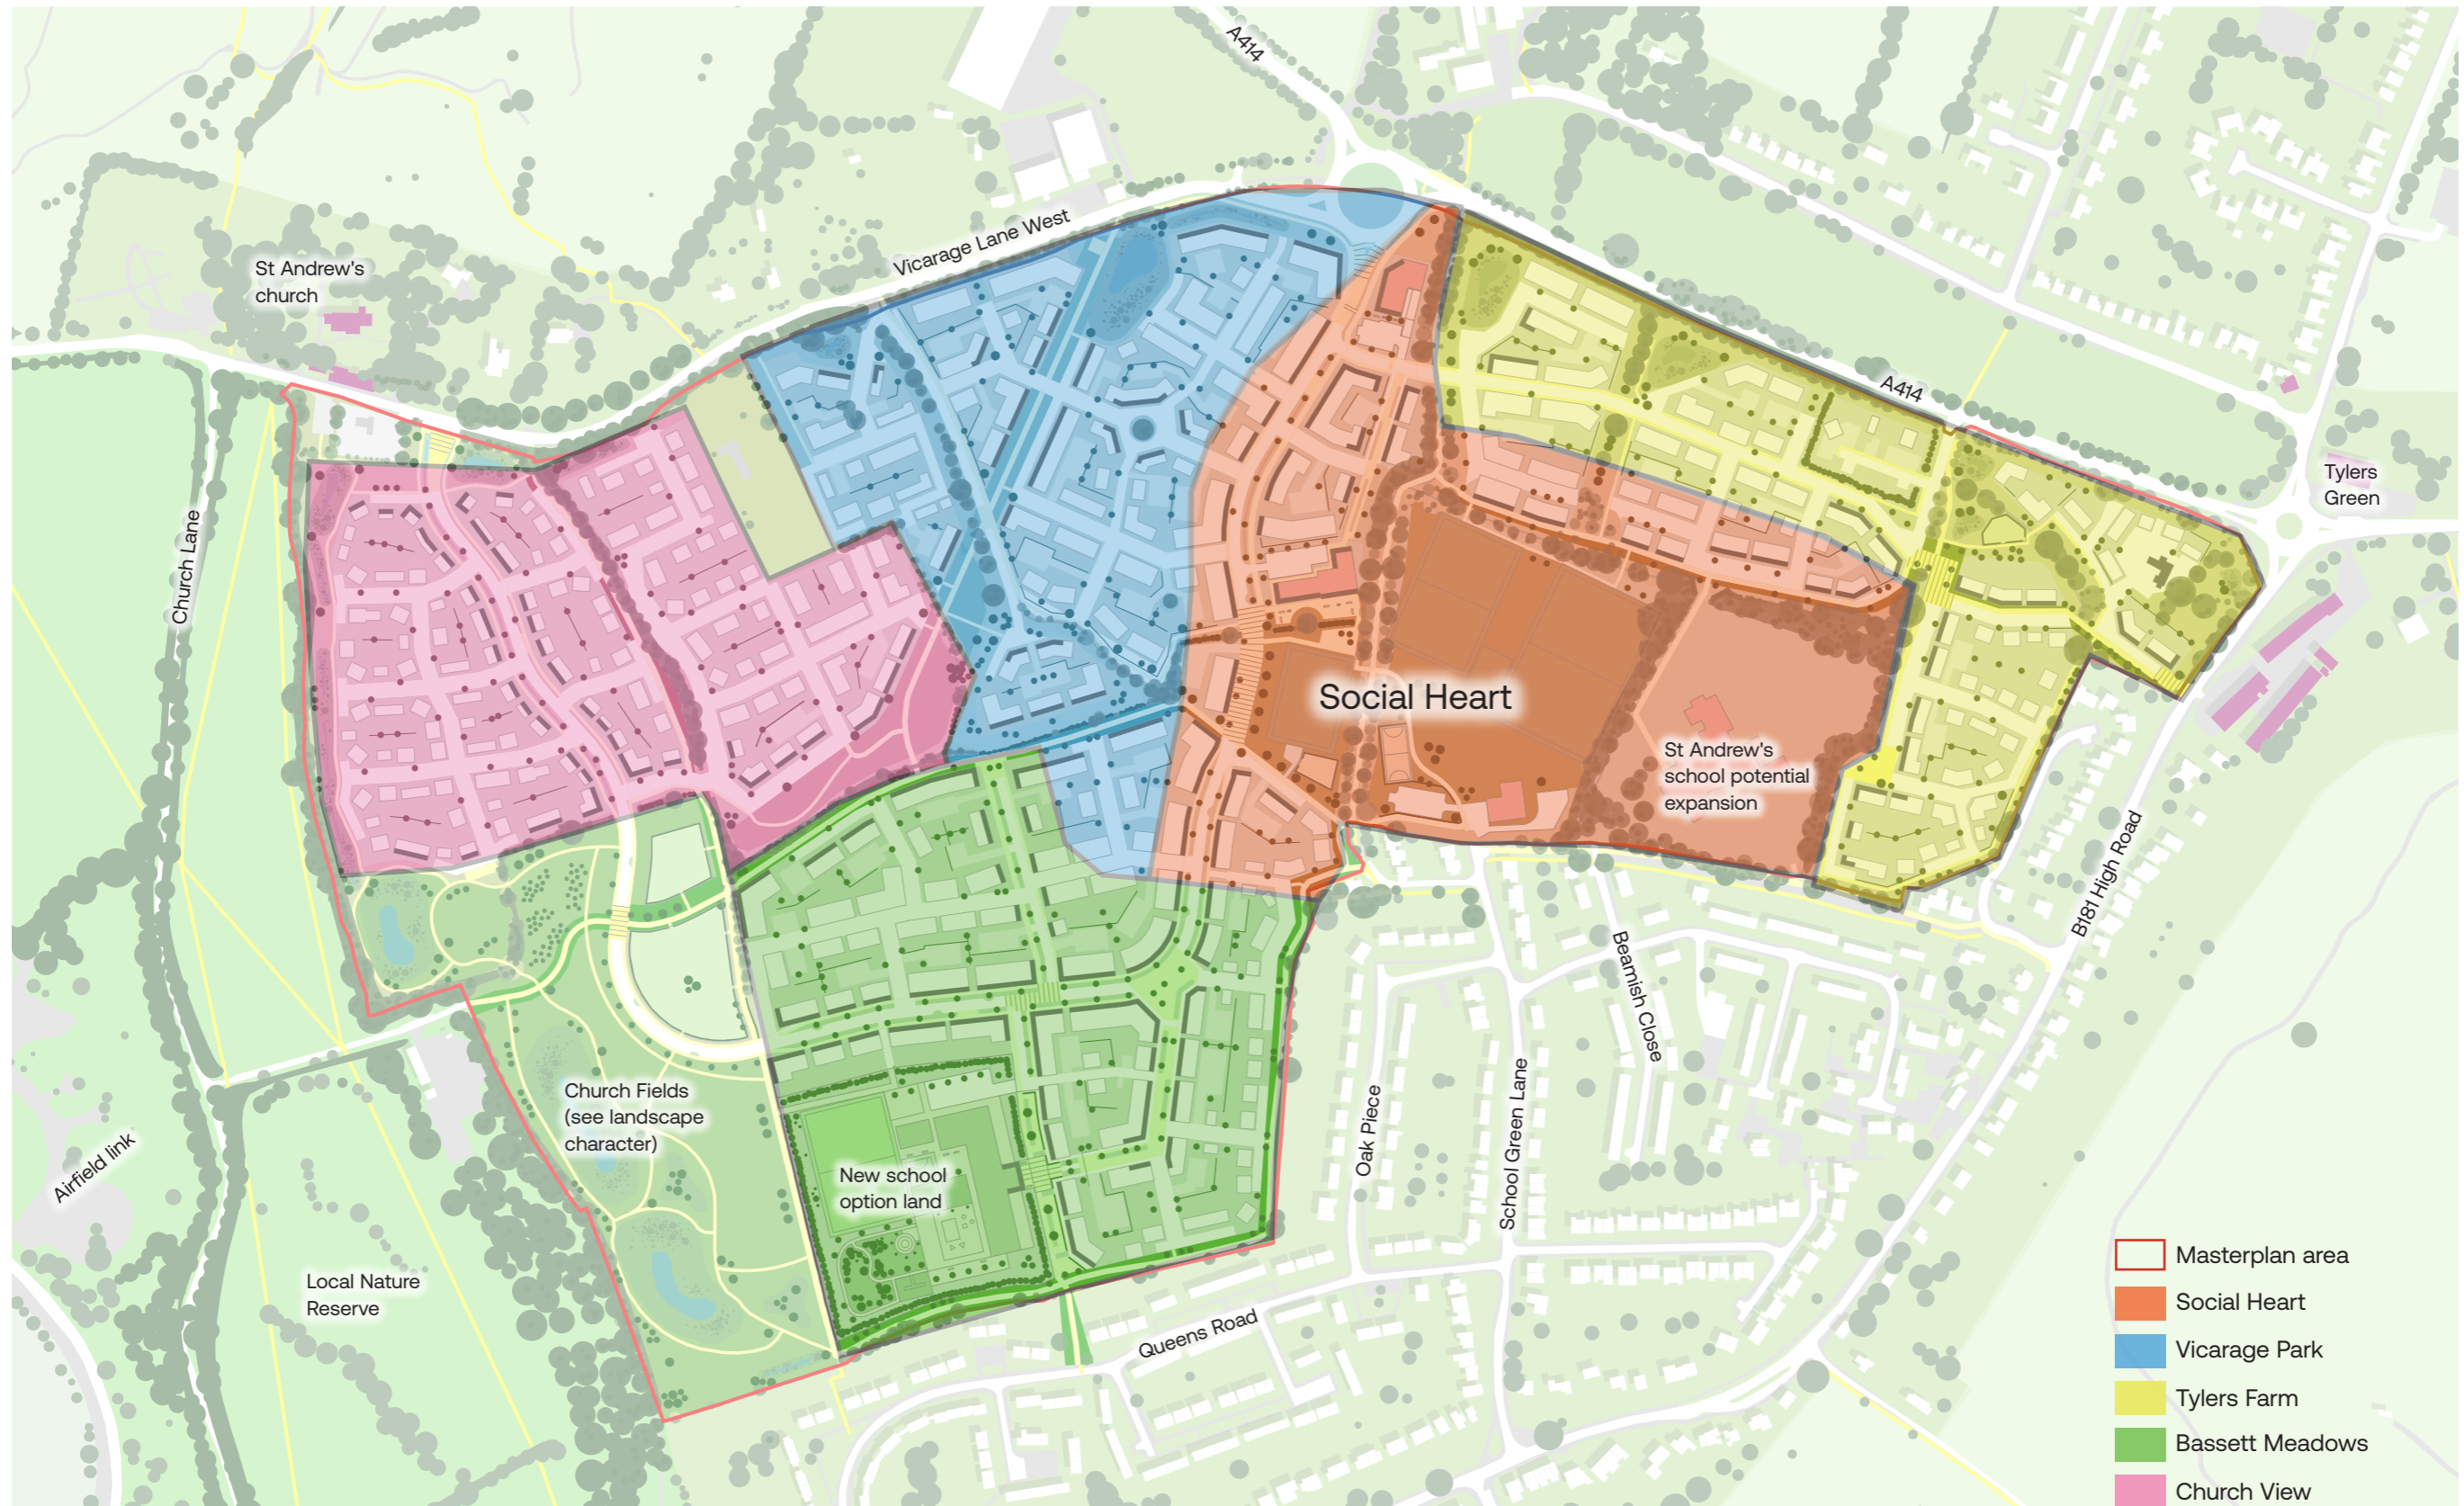 A414
Vicarage Lane West
St Andrew's
church
A414
Tylers
Green
Church Lane
Social Heart
St Andrew's
school potential
expansion
B181 High Road
Beamish Close
Church Fields
(see landscape
character)
Oak Piece
School Green Lane
Airfield link
New school
option land
Local Nature
Reserve
Queens Road
Masterplan area
Social Heart
Vicarage Park
Tylers Farm
Bassett Meadows
Church View